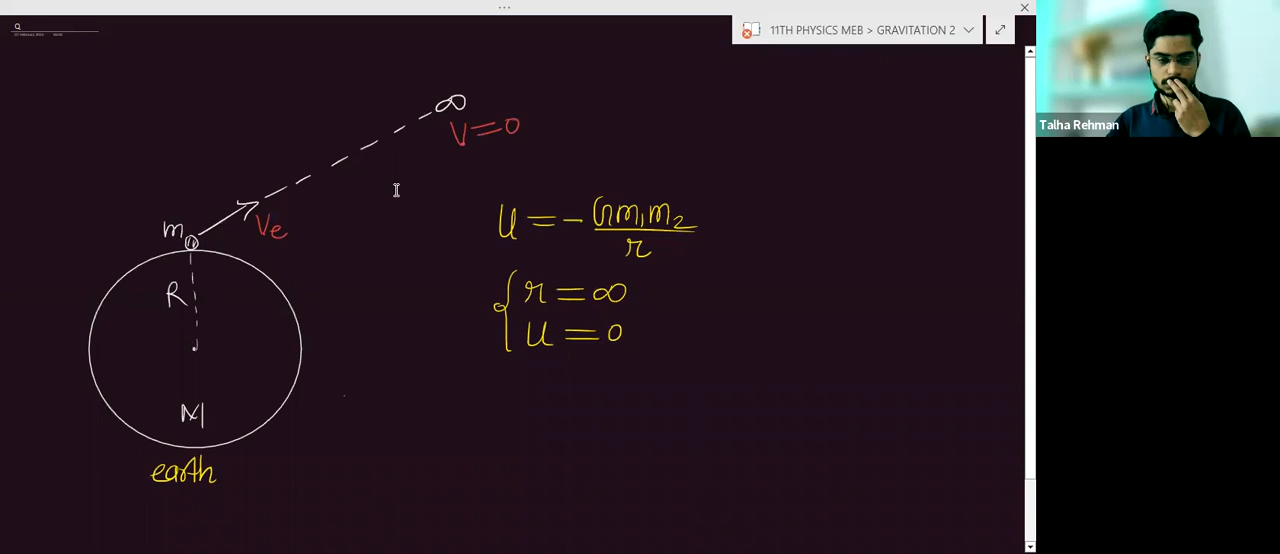 11TH PHYSICS MEB > GRAVITATION 2
Talha Rehman
∞
V=0
m
Ve
R
M
earth
U = - Gm₁m₂ / r
r = ∞
U = 0